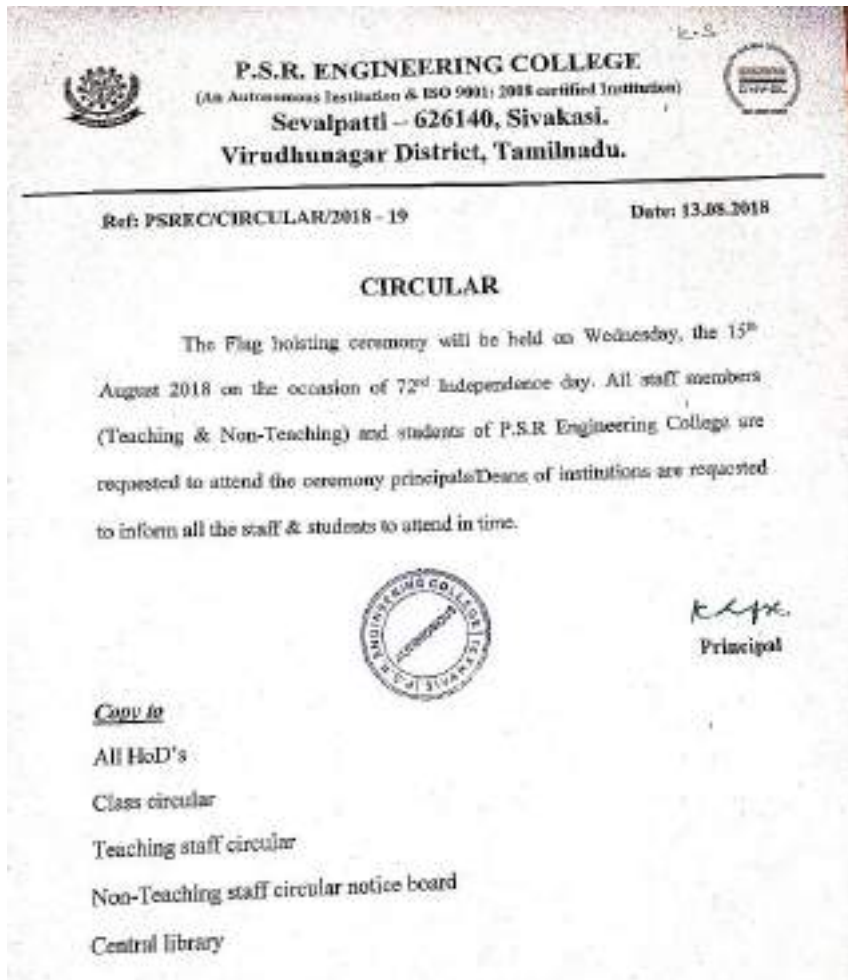 K-S
P.S.R. ENGINEERING COLLEGE
(An Autonomous Institution & ISO 9001: 2008 certified Institution)
Sevalpatti – 626140, Sivakasi.
Virudhunagar District, Tamilnadu.
Ref: PSREC/CIRCULAR/2018 - 19
Date: 13.08.2018
CIRCULAR
The Flag hoisting ceremony will be held on Wednesday, the 15th
August 2018 on the occasion of 72nd Independence day. All staff members
(Teaching & Non-Teaching) and students of P.S.R Engineering College are
requested to attend the ceremony principals/Deans of institutions are requested
to inform all the staff & students to attend in time.
P.S.R. ENGINEERING COLLEGE
AUTONOMOUS
SIVAKASI
Principal
Copy to
All HoD's
Class circular
Teaching staff circular
Non-Teaching staff circular notice board
Central library